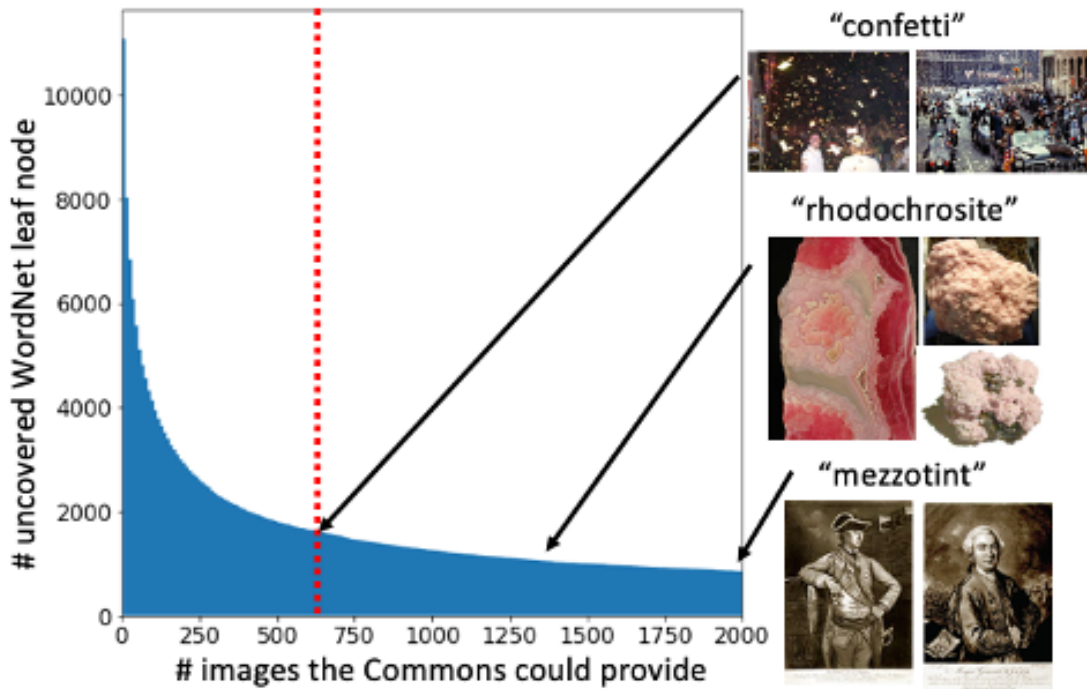 “confetti”
10000
8000
6000
4000
2000
0
# uncovered WordNet leaf node
“rhodochrosite”
“mezzotint”
0 250 500 750 1000 1250 1500 1750 2000
# images the Commons could provide